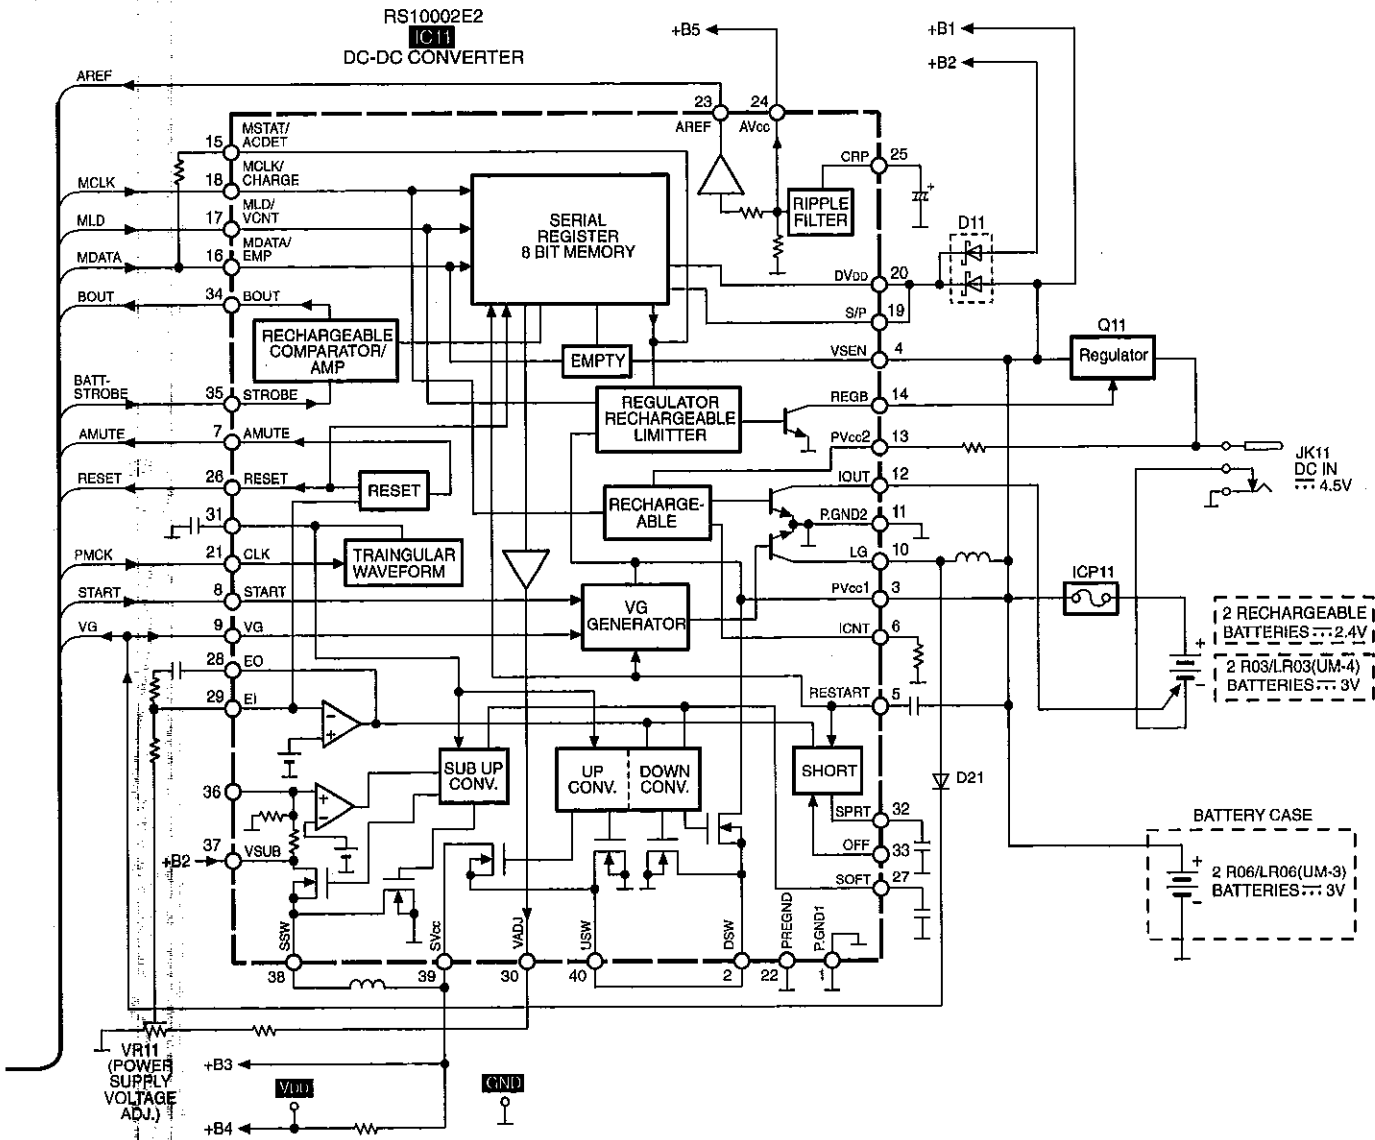 RS10002E2
IC11
DC-DC CONVERTER
+B5
+B1
+B2
AREF
23
24
AREF
AVcc
15
MSTAT/
ACDET
MCLK
18
MCLK/
CHARGE
MLD
17
MLD/
VCNT
MDATA
16
MDATA/
EMP
BOUT
34
BOUT
SERIAL
REGISTER
8 BIT MEMORY
RIPPLE
FILTER
CRP
25
+
D11
DVDD
20
S/P
19
VSEN
4
Q11
Regulator
RECHARGEABLE
COMPARATOR/
AMP
EMPTY
BATT-
STROBE
35
STROBE
REGULATOR
RECHARGEABLE
LIMITTER
REGB
14
AMUTE
7
AMUTE
PVcc2
13
JK11
DC IN
4.5V
RESET
26
RESET
RESET
RECHARGE-
ABLE
IOUT
12
31
P.GND2
11
PMCK
21
CLK
TRAINGULAR
WAVEFORM
LG
10
START
8
START
VG
GENERATOR
PVcc1
3
ICP11
VG
9
VG
ICNT
6
2 RECHARGEABLE
BATTERIES 2.4V
28
EO
+
-
2 R03/LR03(UM-4)
BATTERIES 3V
29
EI
RESTART
5
-
+
SUB UP
CONV.
UP
CONV.
DOWN
CONV.
SHORT
D21
36
+
-
SPRT
32
OFF
33
BATTERY CASE
+B2
37
VSUB
SOFT
27
+
-
2 R06/LR06(UM-3)
BATTERIES 3V
SSW
SVcc
VADJ
USW
DSW
PREGND
P.GND1
38
39
30
40
2
22
1
VR11
(POWER
SUPPLY
VOLTAGE
ADJ.)
+B3
VDD
GND
+B4